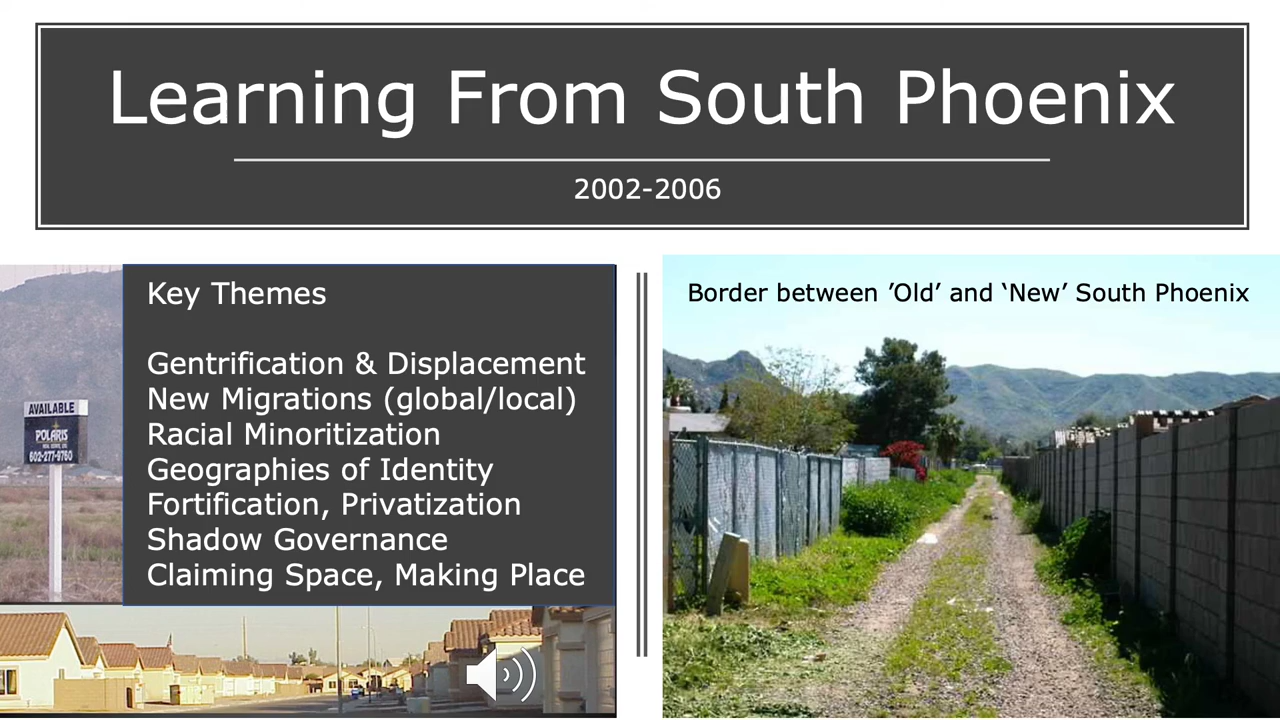 Learning From South Phoenix
2002-2006
Key Themes
Gentrification & Displacement
New Migrations (global/local)
Racial Minoritization
Geographies of Identity
Fortification, Privatization
Shadow Governance
Claiming Space, Making Place
AVAILABLE
POLARIS
602-277-9760
Border between ’Old’ and ‘New’ South Phoenix